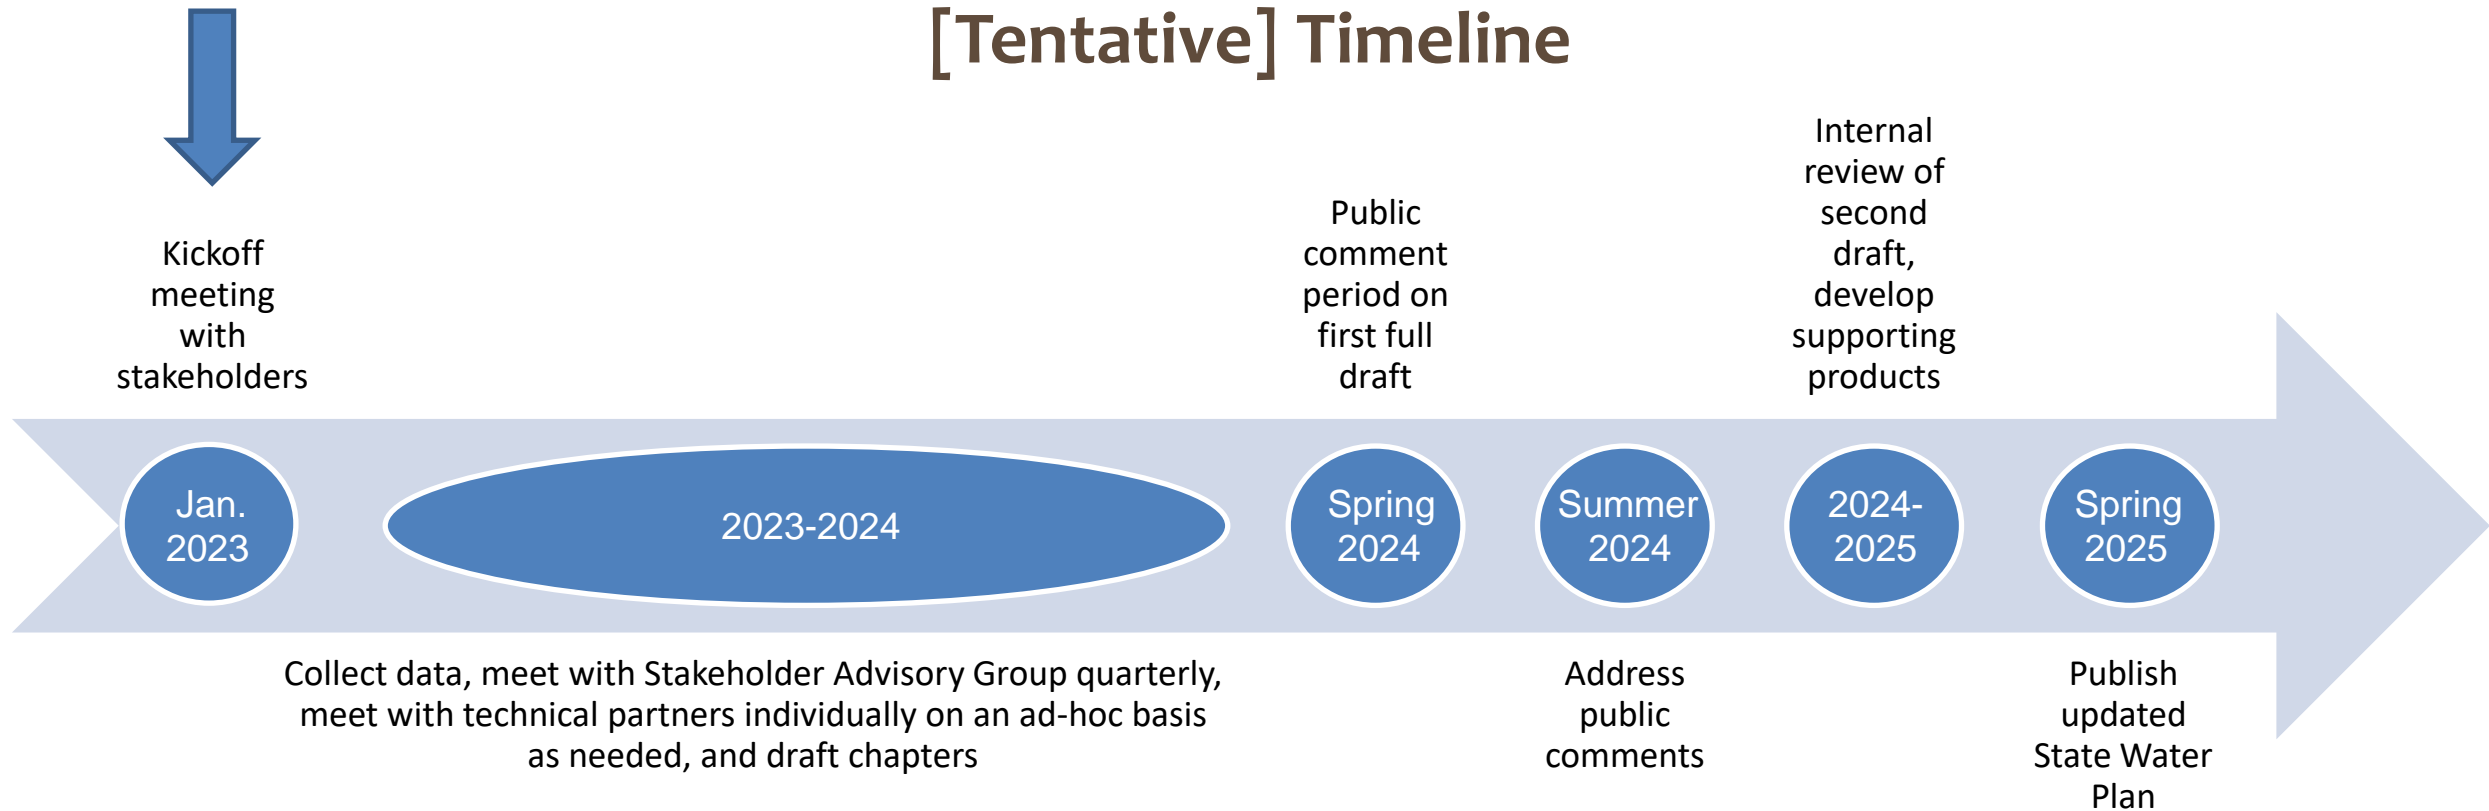 [Tentative] Timeline
Kickoff
meeting
with
stakeholders
Public
comment
period on
first full
draft
Internal
review of
second
draft,
develop
supporting
products
Jan.
2023
2023-2024
Spring
2024
Summer
2024
2024-
2025
Spring
2025
Collect data, meet with Stakeholder Advisory Group quarterly,
meet with technical partners individually on an ad-hoc basis
as needed, and draft chapters
Address
public
comments
Publish
updated
State Water
Plan